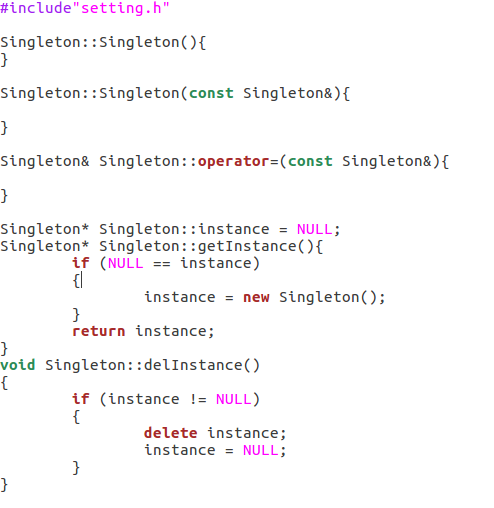 #include"setting.h"
Singleton::Singleton(){
}
Singleton::Singleton(const Singleton&){
}
Singleton& Singleton::operator=(const Singleton&){
}
Singleton* Singleton::instance = NULL;
Singleton* Singleton::getInstance(){
        if (NULL == instance)
        {
                instance = new Singleton();
        }
        return instance;
}
void Singleton::delInstance()
{
        if (instance != NULL)
        {
                delete instance;
                instance = NULL;
        }
}